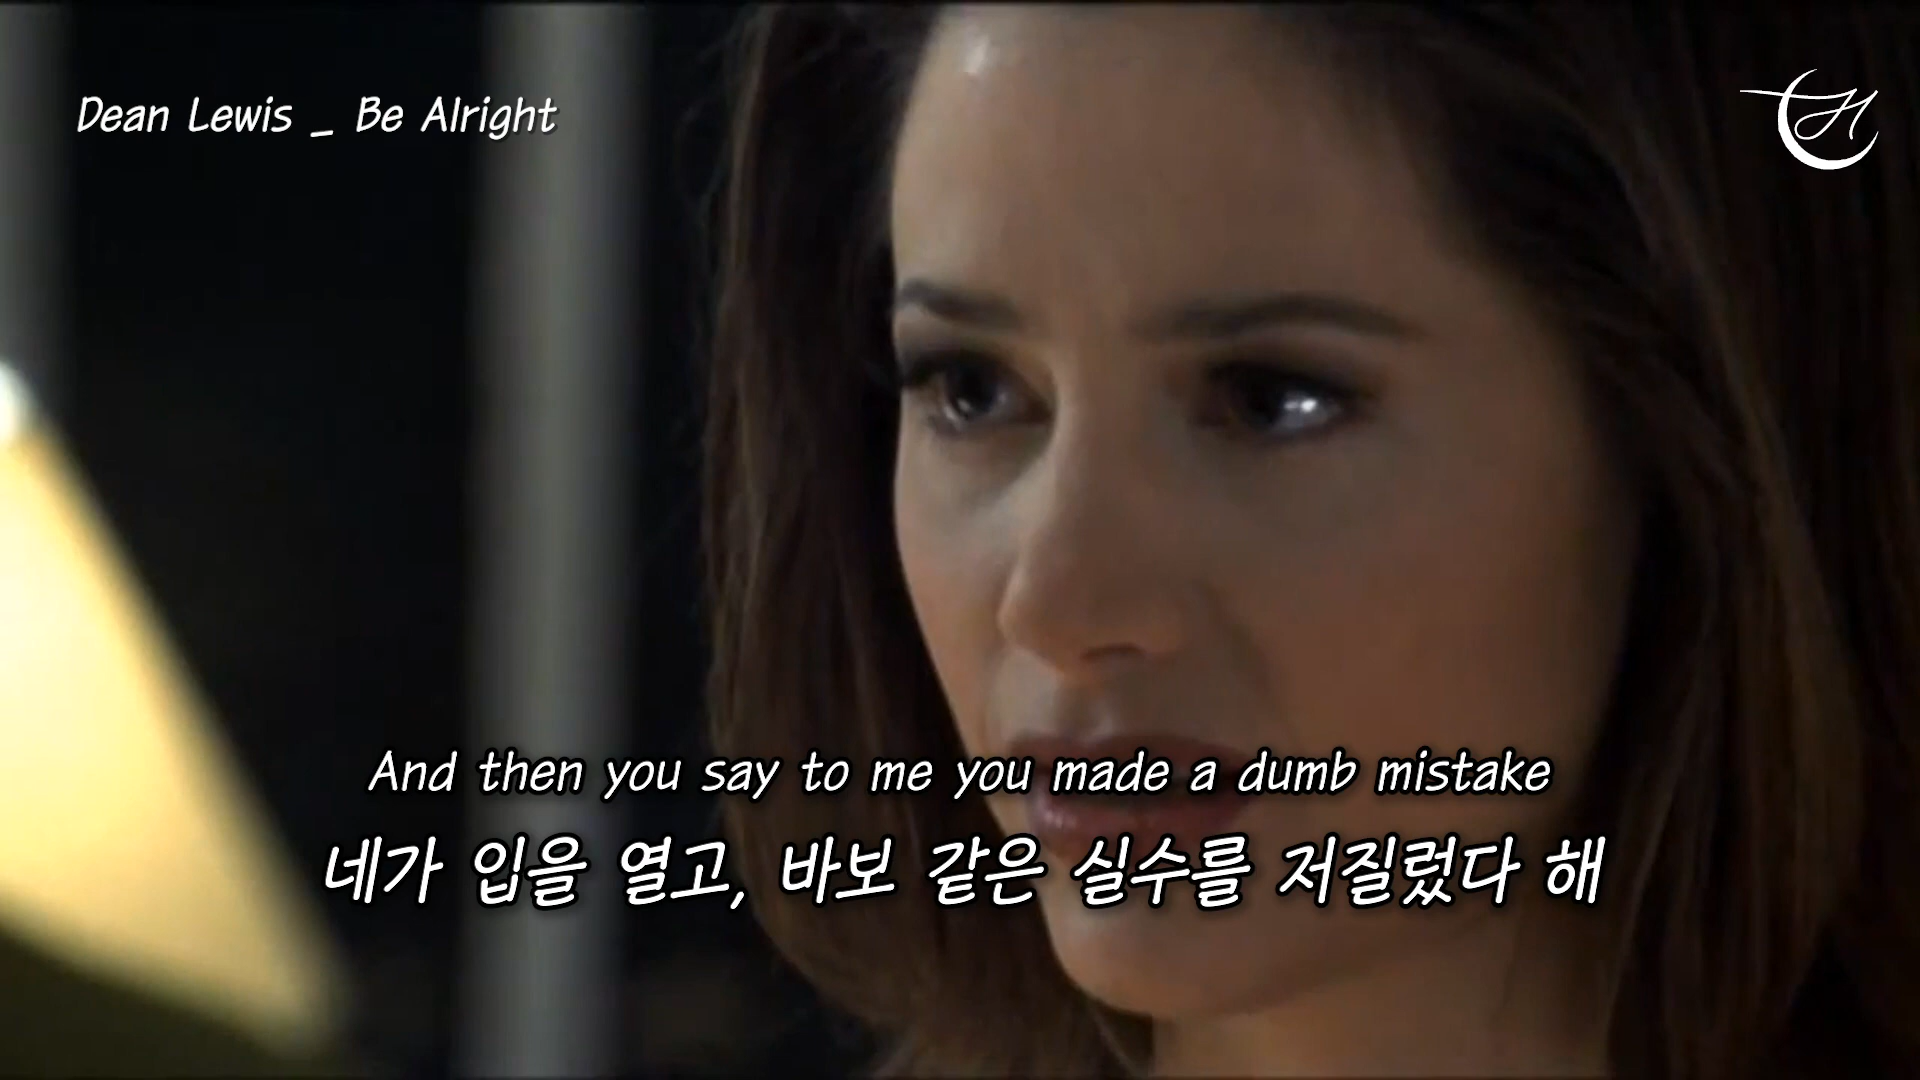 Dean Lewis _ Be Alright
And then you say to me you made a dumb mistake
네가 입을 열고, 바보 같은 실수를 저질렀다 해